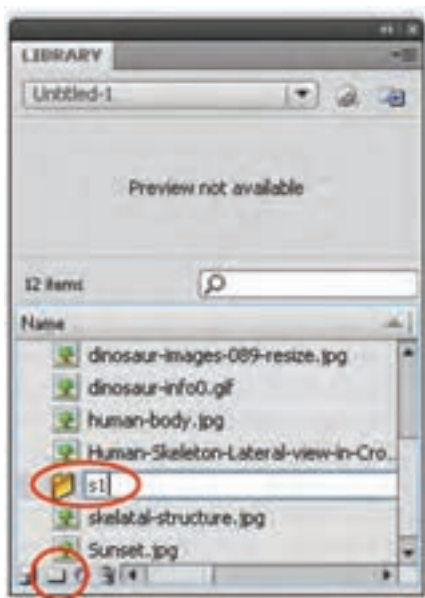 LIBRARY
Untitled-1
Preview not available
12 items
Name
dinosaur-images-089-resize.jpg
dinosaur-info0.gif
human-body.jpg
Human-Skeleton-Lateral-view-in-Cro
s1
skelatal-structure.jpg
Sunset.jpg